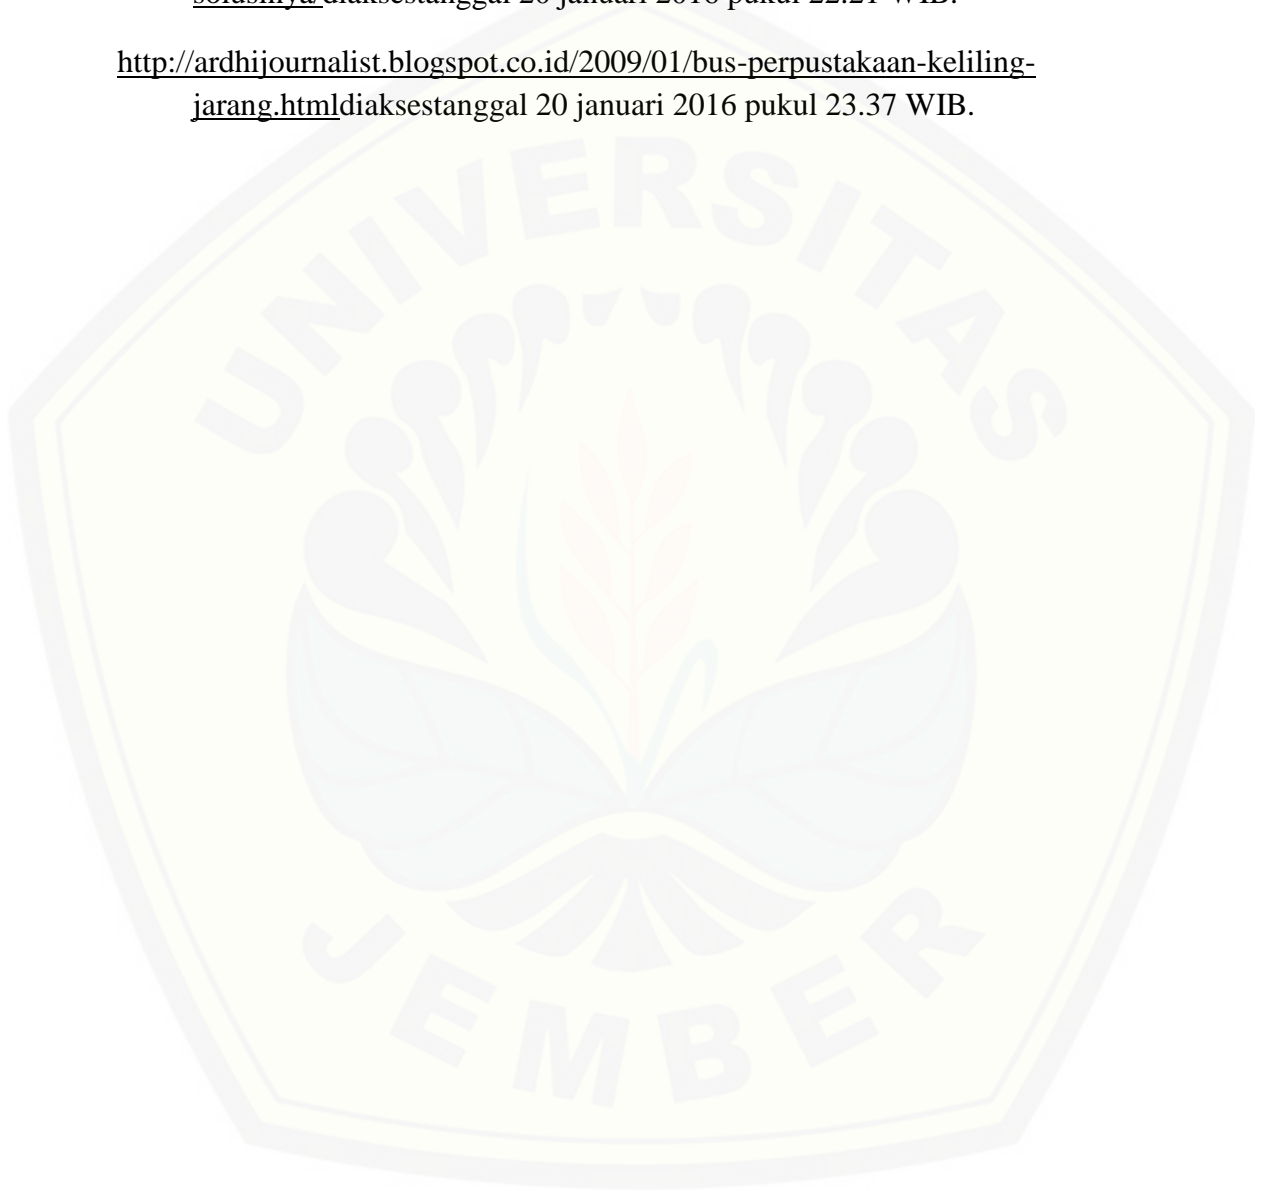 solusinya/diaksestanggal 20 januari 2016 pukul 22.21 WIB.
http://ardhijournalist.blogspot.co.id/2009/01/bus-perpustakaan-keliling-
jarang.htmldiaksestanggal 20 januari 2016 pukul 23.37 WIB.
UNIVERSITAS
JEMBER